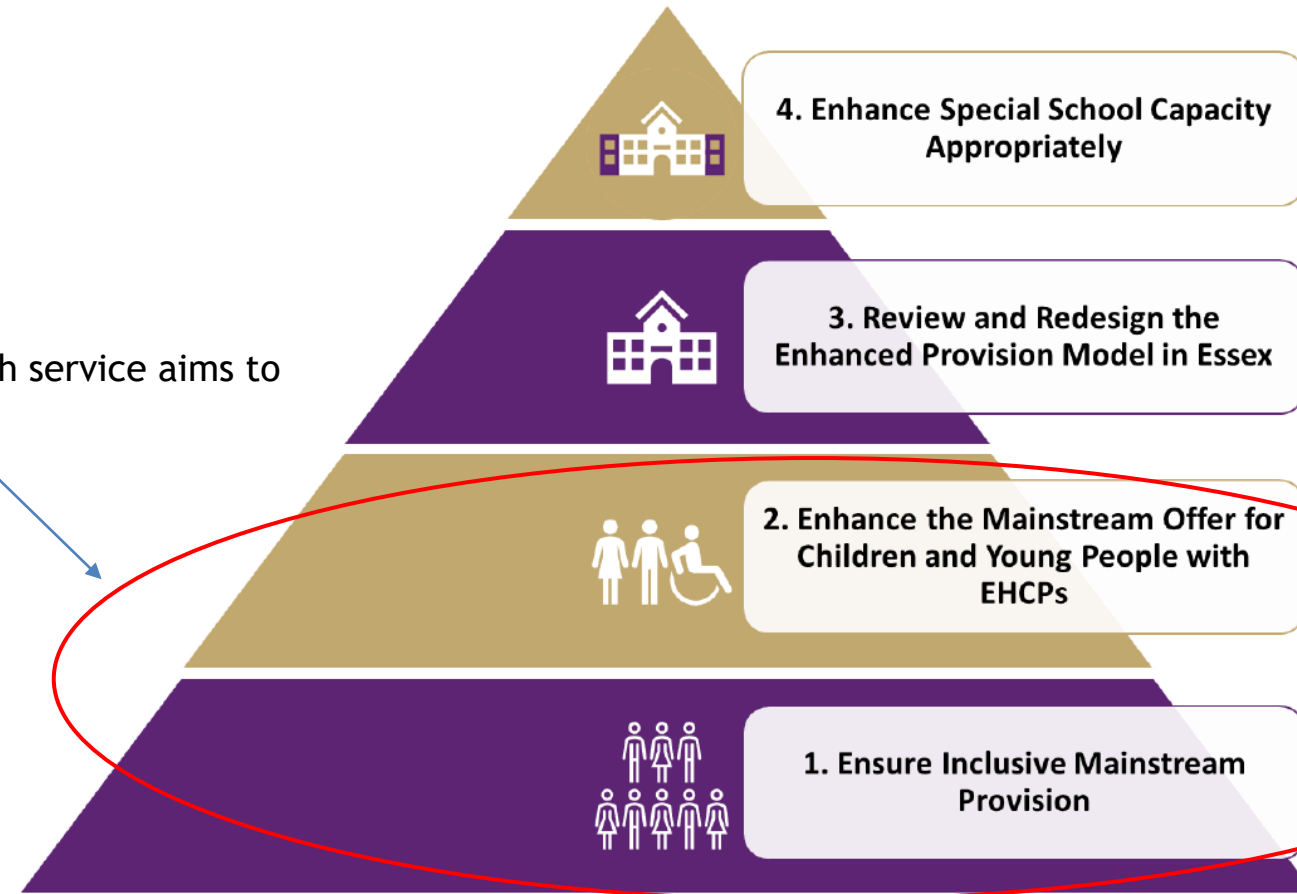 4. Enhance Special School Capacity
Appropriately
3. Review and Redesign the
Enhanced Provision Model in Essex
h service aims to
2. Enhance the Mainstream Offer for
Children and Young People with
EHCPs
1. Ensure Inclusive Mainstream
Provision